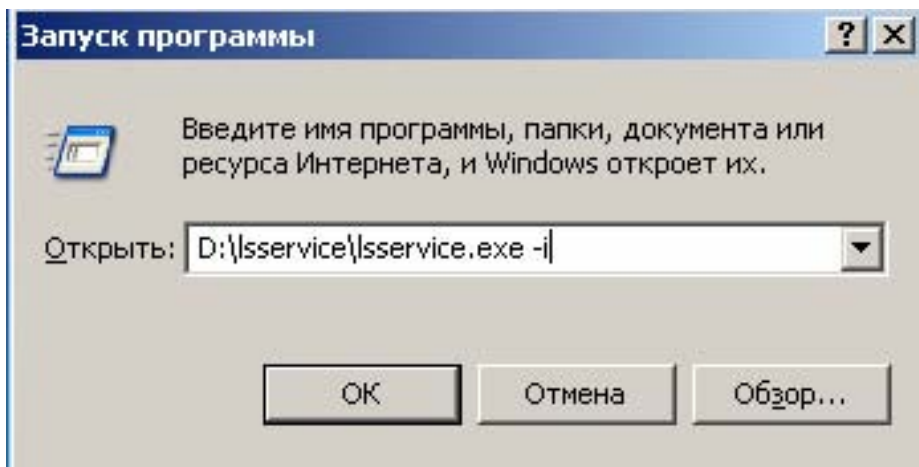 Запуск программы
Введите имя программы, папки, документа или
ресурса Интернета, и Windows откроет их.
Открыть: D:\lsservice\lsservice.exe -i
ОК Отмена Обзор...